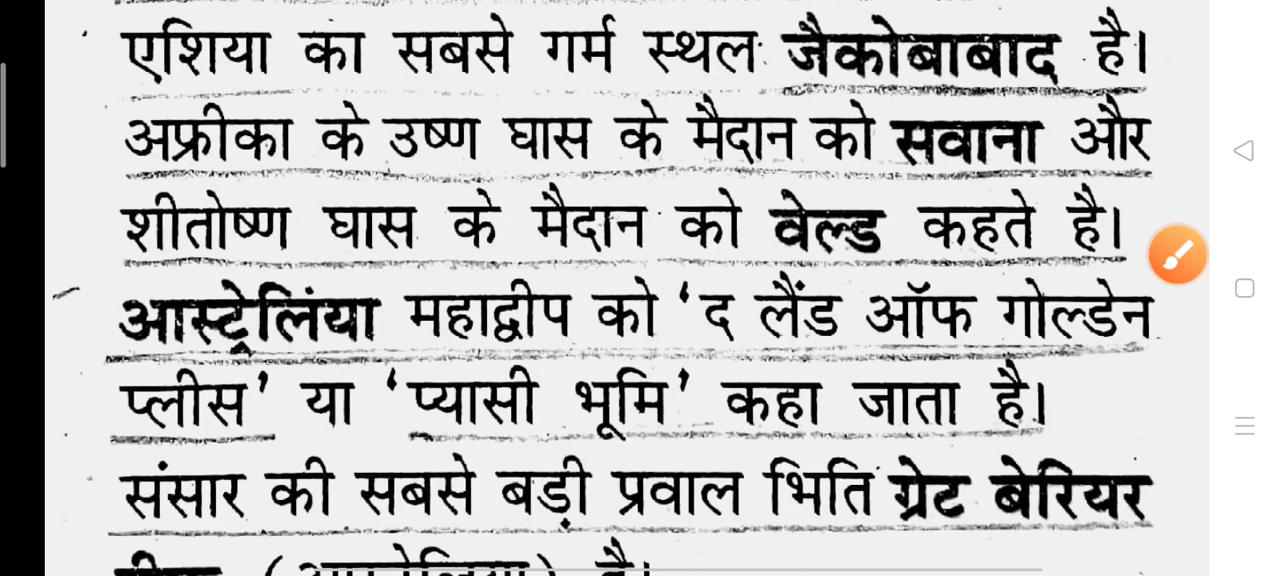 एशिया का सबसे गर्म स्थल जैकोबाबाद है।
अफ्रीका के उष्ण घास के मैदान को सवाना और
शीतोष्ण घास के मैदान को वेल्ड कहते है।
आस्ट्रेलिंया महाद्वीप को ‘द लैंड ऑफ गोल्डेन
प्लीस’ या ‘प्यासी भूमि’ कहा जाता है।
संसार की सबसे बड़ी प्रवाल भिति ग्रेट बेरियर